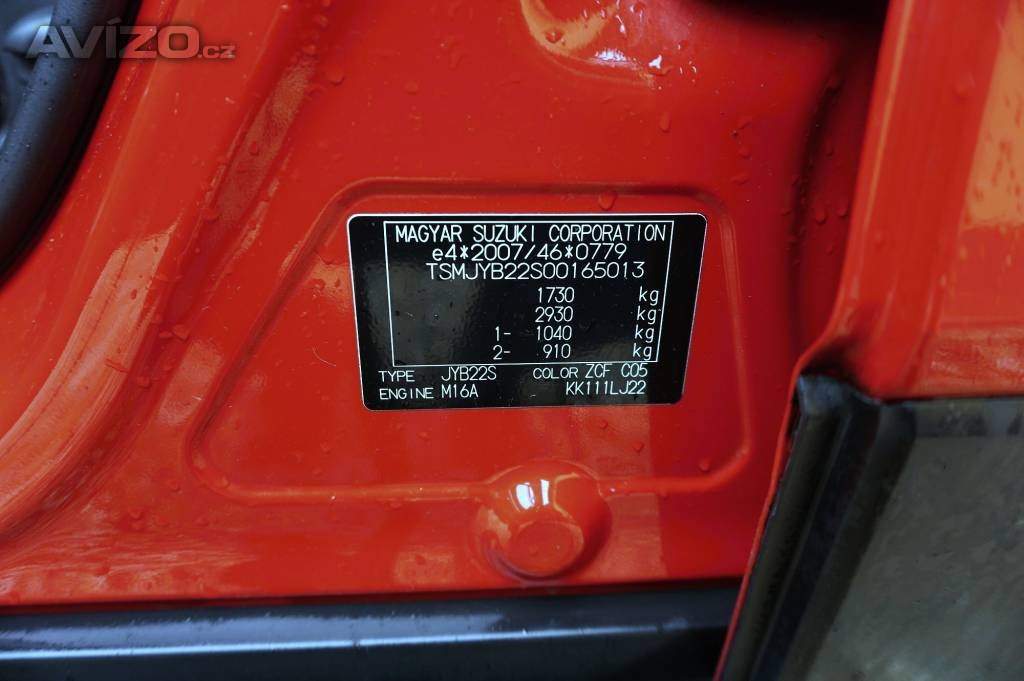 AVÍZO.cz
MAGYAR SUZUKI CORPORATION
e4*2007/46*0779
TSMJYB22S00165013
1730 kg
2930 kg
1- 1040 kg
2- 910 kg
TYPE JYB22S COLOR ZCF C05
ENGINE M16A KK111LJ22